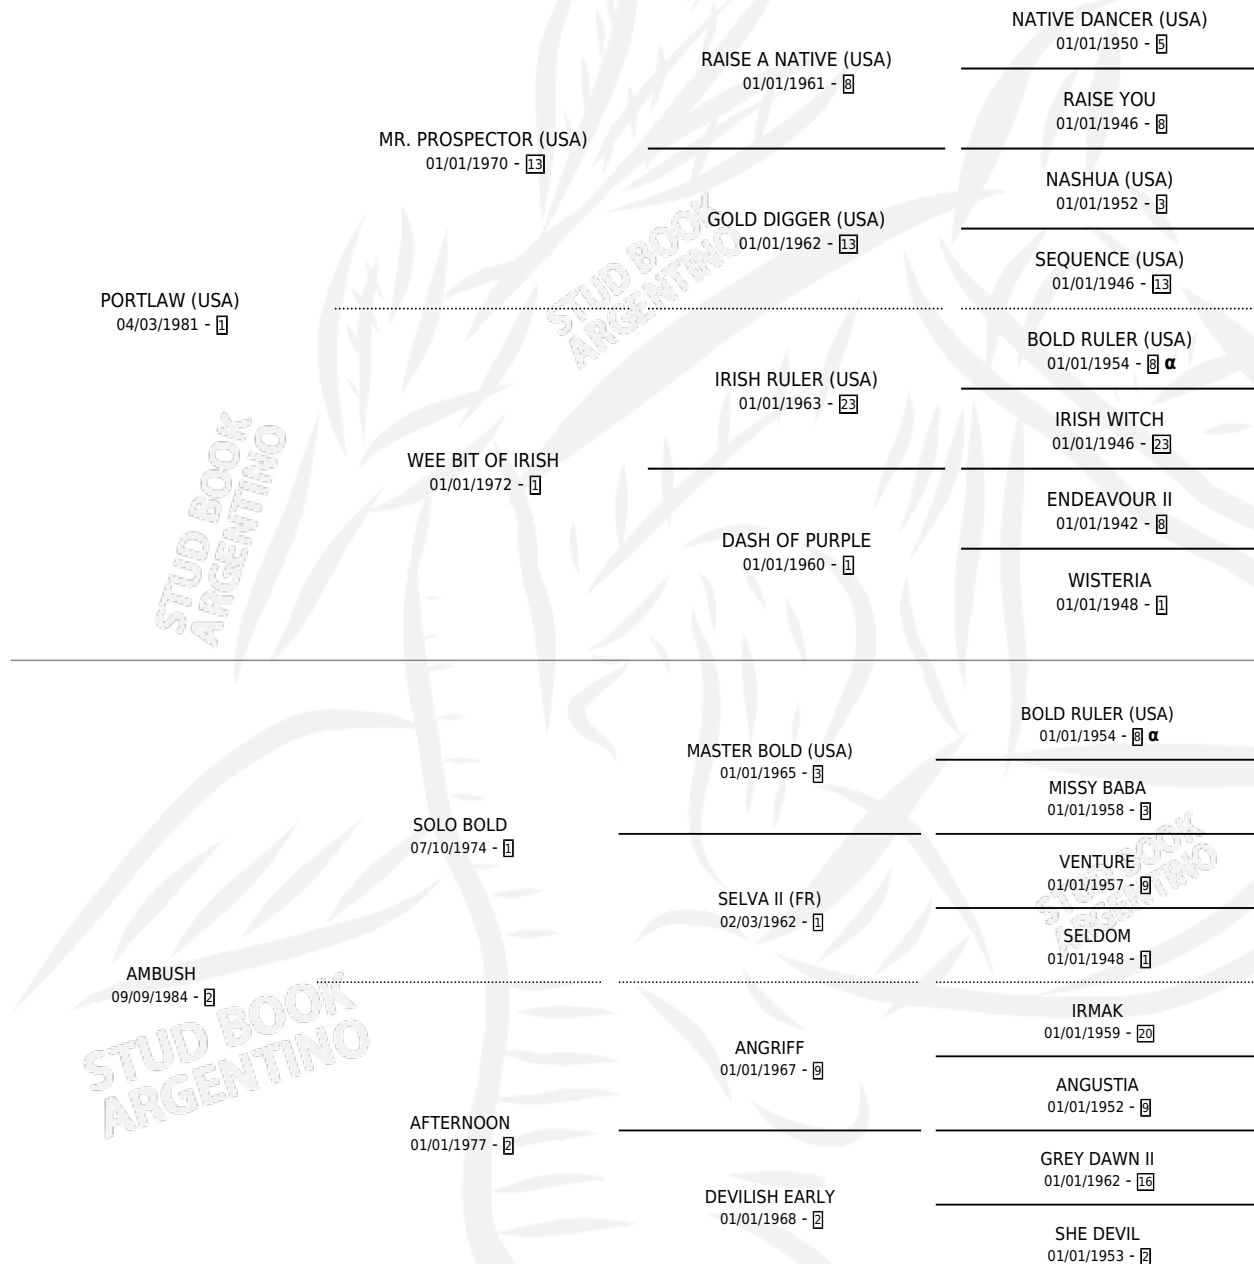 NATIVE DANCER (USA)
01/01/1950 - 5
RAISE A NATIVE (USA)
01/01/1961 - 8
RAISE YOU
01/01/1946 - 8
MR. PROSPECTOR (USA)
01/01/1970 - 13
NASHUA (USA)
01/01/1952 - 3
GOLD DIGGER (USA)
01/01/1962 - 13
SEQUENCE (USA)
01/01/1946 - 13
PORTLAW (USA)
04/03/1981 - 1
BOLD RULER (USA)
01/01/1954 - 8 α
IRISH RULER (USA)
01/01/1963 - 23
IRISH WITCH
01/01/1946 - 23
WEE BIT OF IRISH
01/01/1972 - 1
ENDEAVOUR II
01/01/1942 - 8
DASH OF PURPLE
01/01/1960 - 1
WISTERIA
01/01/1948 - 1
BOLD RULER (USA)
01/01/1954 - 8 α
MASTER BOLD (USA)
01/01/1965 - 3
MISSY BABA
01/01/1958 - 3
SOLO BOLD
07/10/1974 - 1
VENTURE
01/01/1957 - 9
SELVA II (FR)
02/03/1962 - 1
SELDOM
01/01/1948 - 1
AMBUSH
09/09/1984 - 2
IRMAK
01/01/1959 - 20
ANGRIFF
01/01/1967 - 9
ANGUSTIA
01/01/1952 - 9
AFTERNOON
01/01/1977 - 2
GREY DAWN II
01/01/1962 - 16
DEVILISH EARLY
01/01/1968 - 2
SHE DEVIL
01/01/1953 - 2
STUD BOOK
ARGENTINO
STUD BOOK
ARGENTINO
STUD BOOK
ARGENTINO
STUD BOOK
ARGENTINO